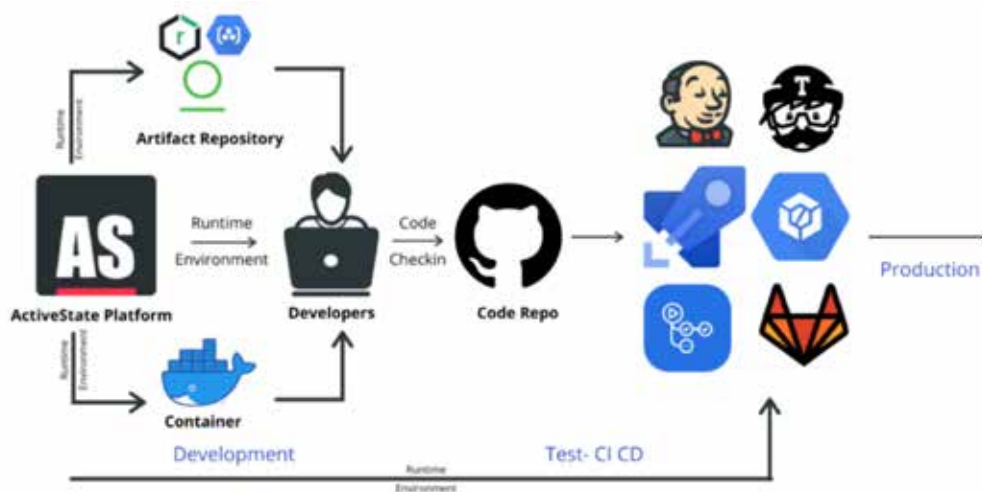 r
Artifact Repository
Runtime
Environment
T
AS
ActiveState Platform
Runtime
Environment
Developers
Code
Checkin
Code Repo
Production
Runtime
Environment
Container
Development
Test- CI CD
Runtime
Environment